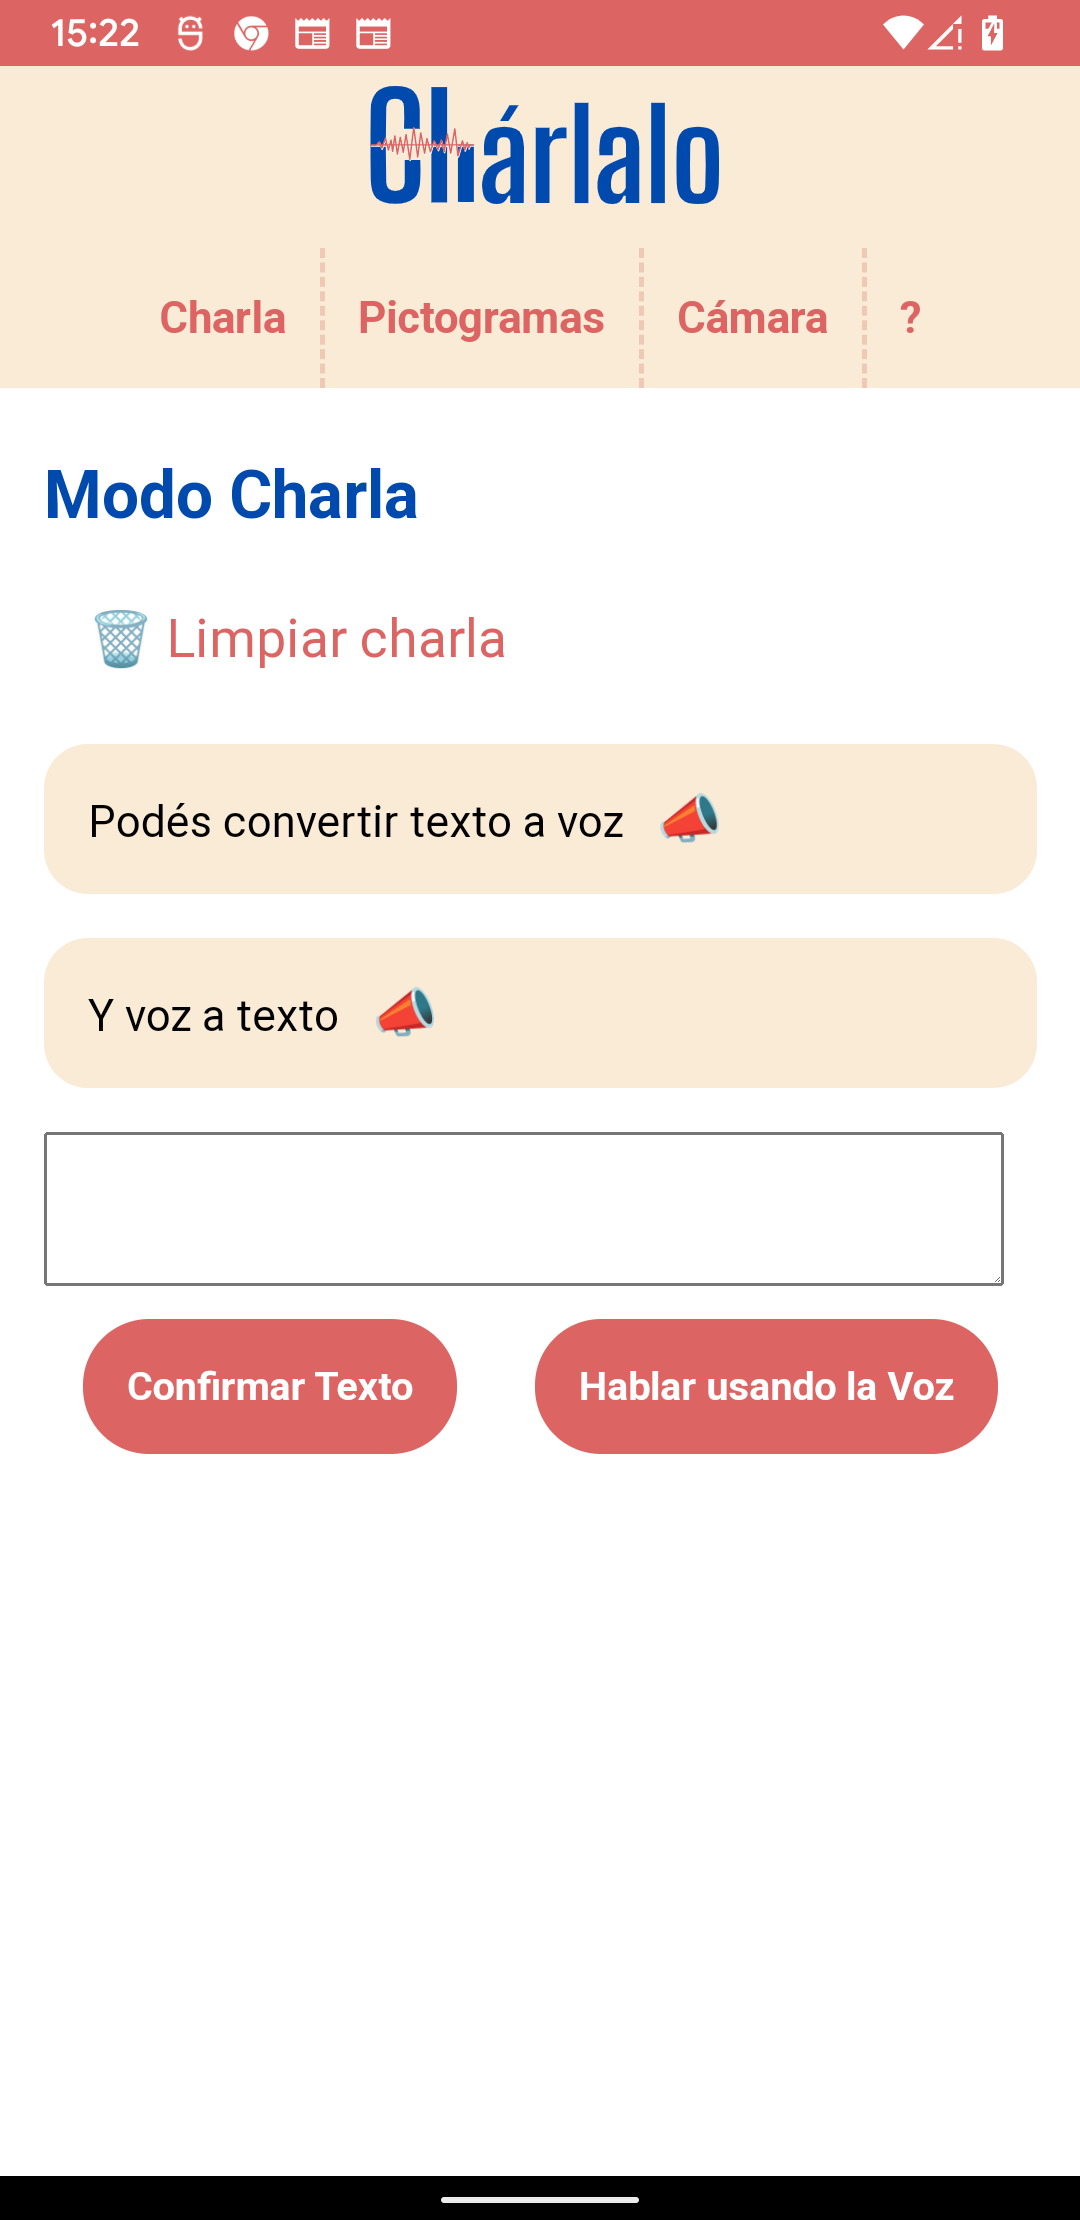 15:22
Chárlalo
Charla
Pictogramas
Cámara
?
Modo Charla
Limpiar charla
Podés convertir texto a voz
Y voz a texto
Confirmar Texto
Hablar usando la Voz